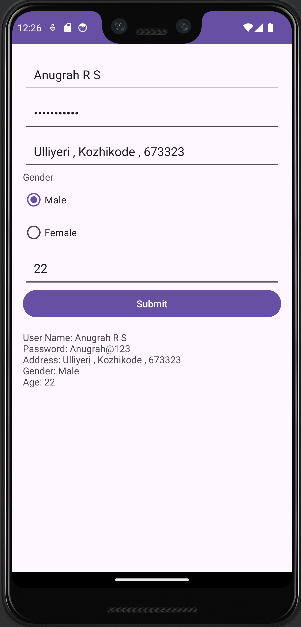 12:26
Anugrah R S
•••••••••••
Ulliyeri , Kozhikode , 673323
Gender
Male
Female
22
Submit
User Name: Anugrah R S
Password: Anugrah@123
Address: Ulliyeri , Kozhikode , 673323
Gender: Male
Age: 22